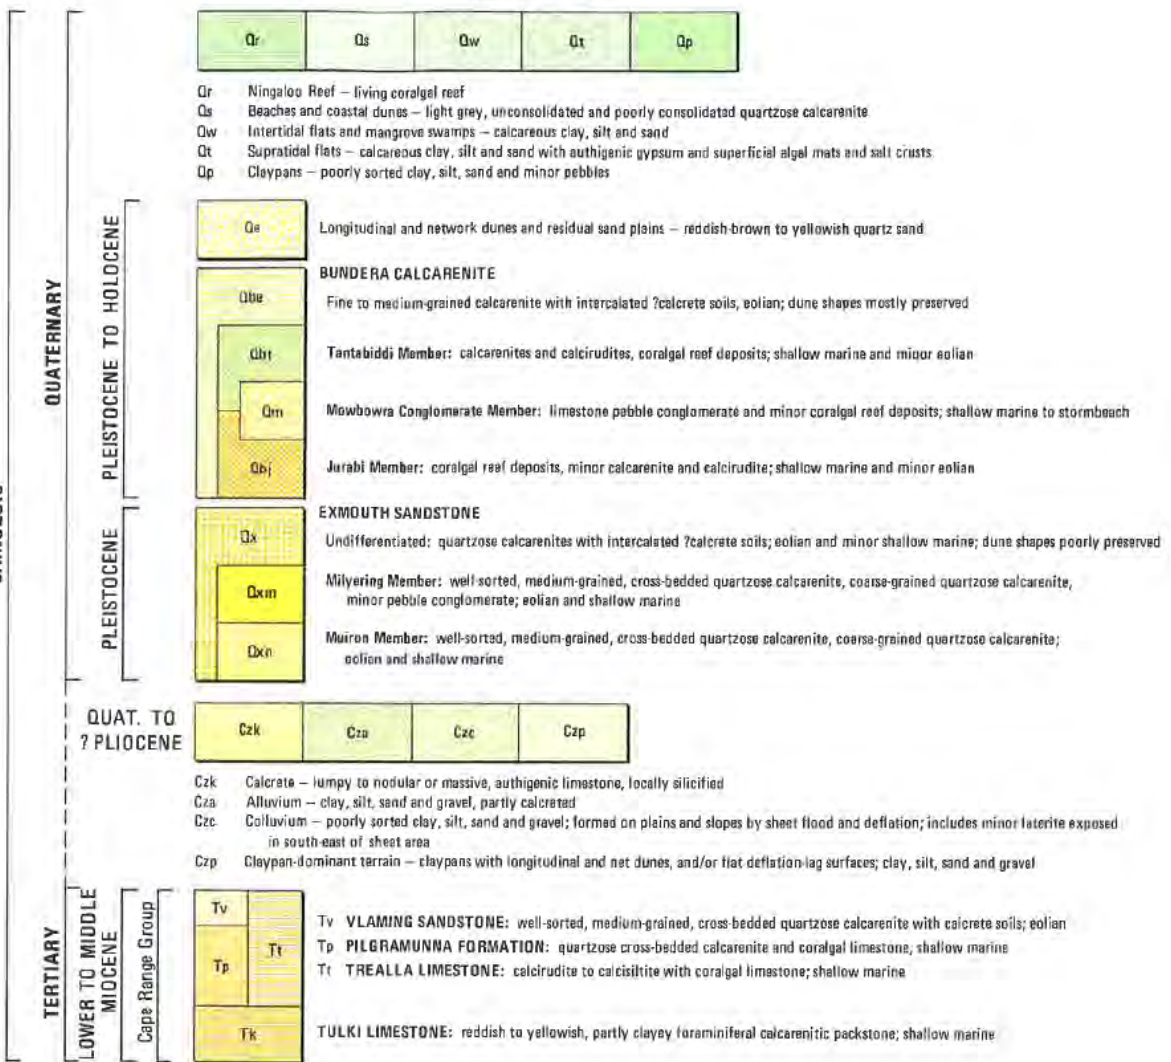 Qr
Qs
Qw
Qt
Qp
Qr Ningaloo Reef – living coralgal reef
Qs Beaches and coastal dunes – light grey, unconsolidated and poorly consolidated quartzose calcarenite
Qw Intertidal flats and mangrove swamps – calcareous clay, silt and sand
Qt Supratidal flats – calcareous clay, silt and sand with authigenic gypsum and superficial algal mats and salt crusts
Qp Claypans – poorly sorted clay, silt, sand and minor pebbles
QUATERNARY
PLEISTOCENE TO HOLOCENE
Qe
Longitudinal and network dunes and residual sand plains – reddish-brown to yellowish quartz sand
BUNDERA CALCARENITE
Qbe
Fine to medium-grained calcarenite with intercalated ?calcrete soils, eolian; dune shapes mostly preserved
Qbt
Tantabiddi Member: calcarenites and calcirudites, coralgal reef deposits; shallow marine and minor eolian
Qm
Mowbowra Conglomerate Member: limestone pebble conglomerate and minor coralgal reef deposits; shallow marine to stormbeach
Qbj
Jurabi Member: coralgal reef deposits, minor calcarenite and calcirudite; shallow marine and minor eolian
PLEISTOCENE
EXMOUTH SANDSTONE
Qx
Undifferentiated: quartzose calcarenites with intercalated ?calcrete soils; eolian and minor shallow marine; dune shapes poorly preserved
Qxm
Milyering Member: well-sorted, medium-grained, cross-bedded quartzose calcarenite, coarse-grained quartzose calcarenite,
minor pebble conglomerate; eolian and shallow marine
Qxn
Muiron Member: well-sorted, medium-grained, cross-bedded quartzose calcarenite, coarse-grained quartzose calcarenite;
eolian and shallow marine
QUAT. TO
? PLIOCENE
Czk
Cza
Czc
Czp
Czk Calcrete – lumpy to nodular or massive, authigenic limestone, locally silicified
Cza Alluvium – clay, silt, sand and gravel, partly calcreted
Czc Colluvium – poorly sorted clay, silt, sand and gravel; formed on plains and slopes by sheet flood and deflation; includes minor laterite exposed
in south-east of sheet area
Czp Claypan-dominant terrain – claypans with longitudinal and net dunes, and/or flat deflation-lag surfaces; clay, silt, sand and gravel
TERTIARY
LOWER TO MIDDLE
MIOCENE
Cape Range Group
Tv
Tt
Tp
Tk
Tv VLAMING SANDSTONE: well-sorted, medium-grained, cross-bedded quartzose calcarenite with calcrete soils; eolian
Tp PILGRAMUNNA FORMATION: quartzose cross-bedded calcarenite and coralgal limestone; shallow marine
Tt TREALLA LIMESTONE: calcirudite to calcisiltite with coralgal limestone; shallow marine
TULKI LIMESTONE: reddish to yellowish, partly clayey foraminiferal calcarenitic packstone; shallow marine